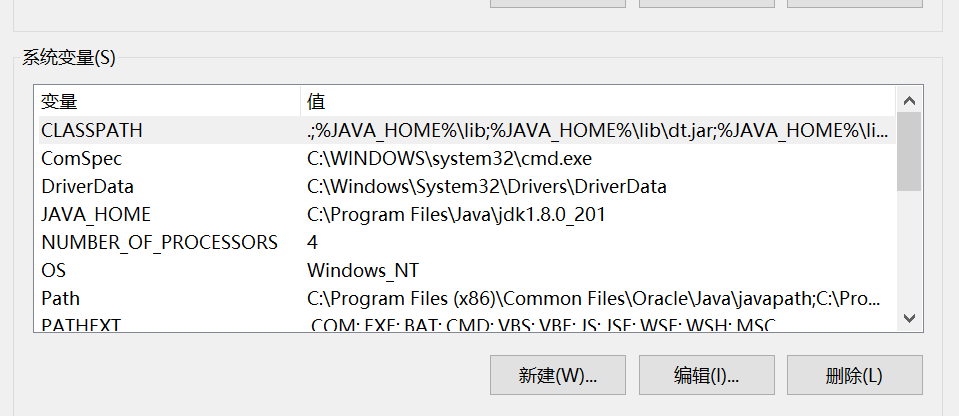 系统变量(S)
变量 值
CLASSPATH .;%JAVA_HOME%\lib;%JAVA_HOME%\lib\dt.jar;%JAVA_HOME%\li...
ComSpec C:\WINDOWS\system32\cmd.exe
DriverData C:\Windows\System32\Drivers\DriverData
JAVA_HOME C:\Program Files\Java\jdk1.8.0_201
NUMBER_OF_PROCESSORS 4
OS Windows_NT
Path C:\Program Files (x86)\Common Files\Oracle\Java\javapath;C:\Pro...
PATHEXT .COM;.EXE;.BAT;.CMD;.VBS;.VBE;.JS;.JSE;.WSF;.WSH;.MSC
新建(W)... 编辑(I)... 删除(L)